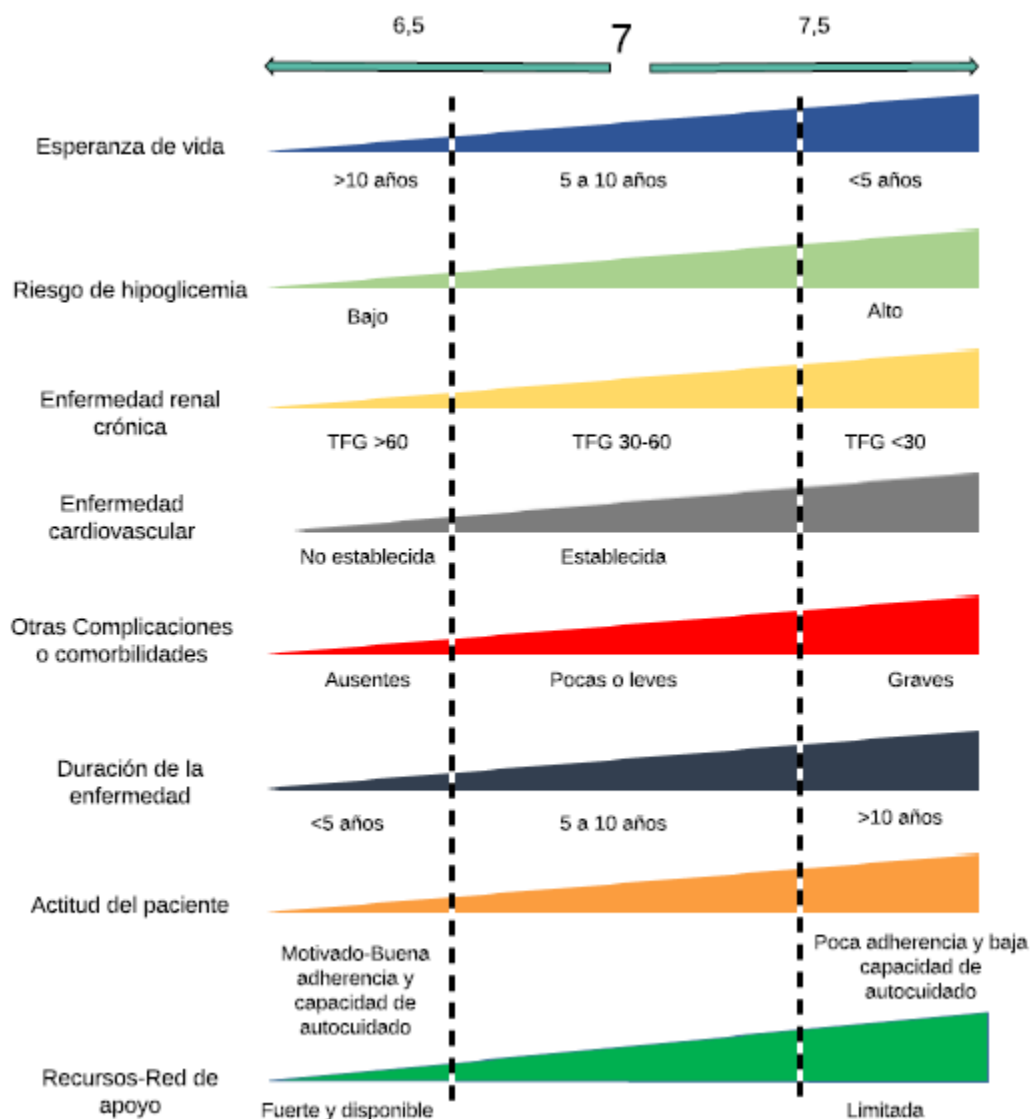 6,5
7
7,5
Esperanza de vida
>10 años
5 a 10 años
<5 años
Riesgo de hipoglicemia
Bajo
Alto
Enfermedad renal
crónica
TFG >60
TFG 30-60
TFG <30
Enfermedad
cardiovascular
No establecida
Establecida
Otras Complicaciones
o comorbilidades
Ausentes
Pocas o leves
Graves
Duración de la
enfermedad
<5 años
5 a 10 años
>10 años
Actitud del paciente
Motivado-Buena
adherencia y
capacidad de
autocuidado
Poca adherencia y baja
capacidad de
autocuidado
Recursos-Red de
apoyo
Fuerte y disponible
Limitada